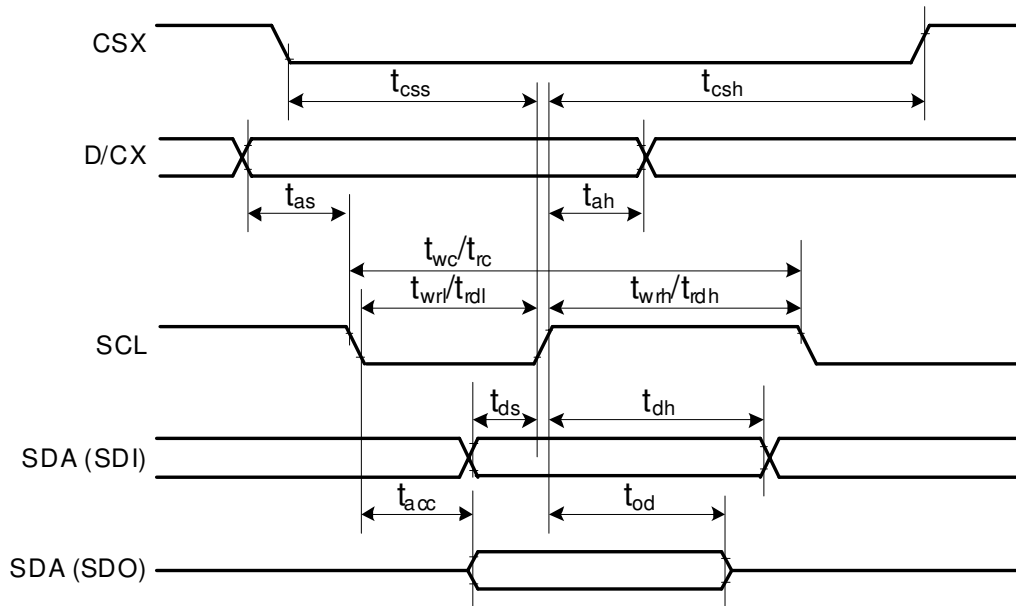 CSX
tcss
tcsh
D/CX
tas
tah
twc/trc
twrl/trdl
twrh/trdh
SCL
tds
tdh
SDA (SDI)
tacc
tod
SDA (SDO)